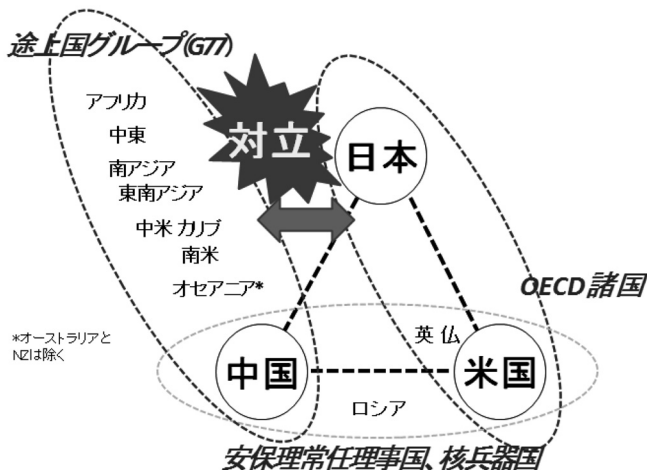 途上国グループ(G77)
アフリカ
中東
南アジア
東南アジア
中米 カリブ
南米
オセアニア*
対立
日本
OECD諸国
*オーストラリアと
NZは除く
英 仏
中国
米国
ロシア
安保理常任理事国、核兵器国